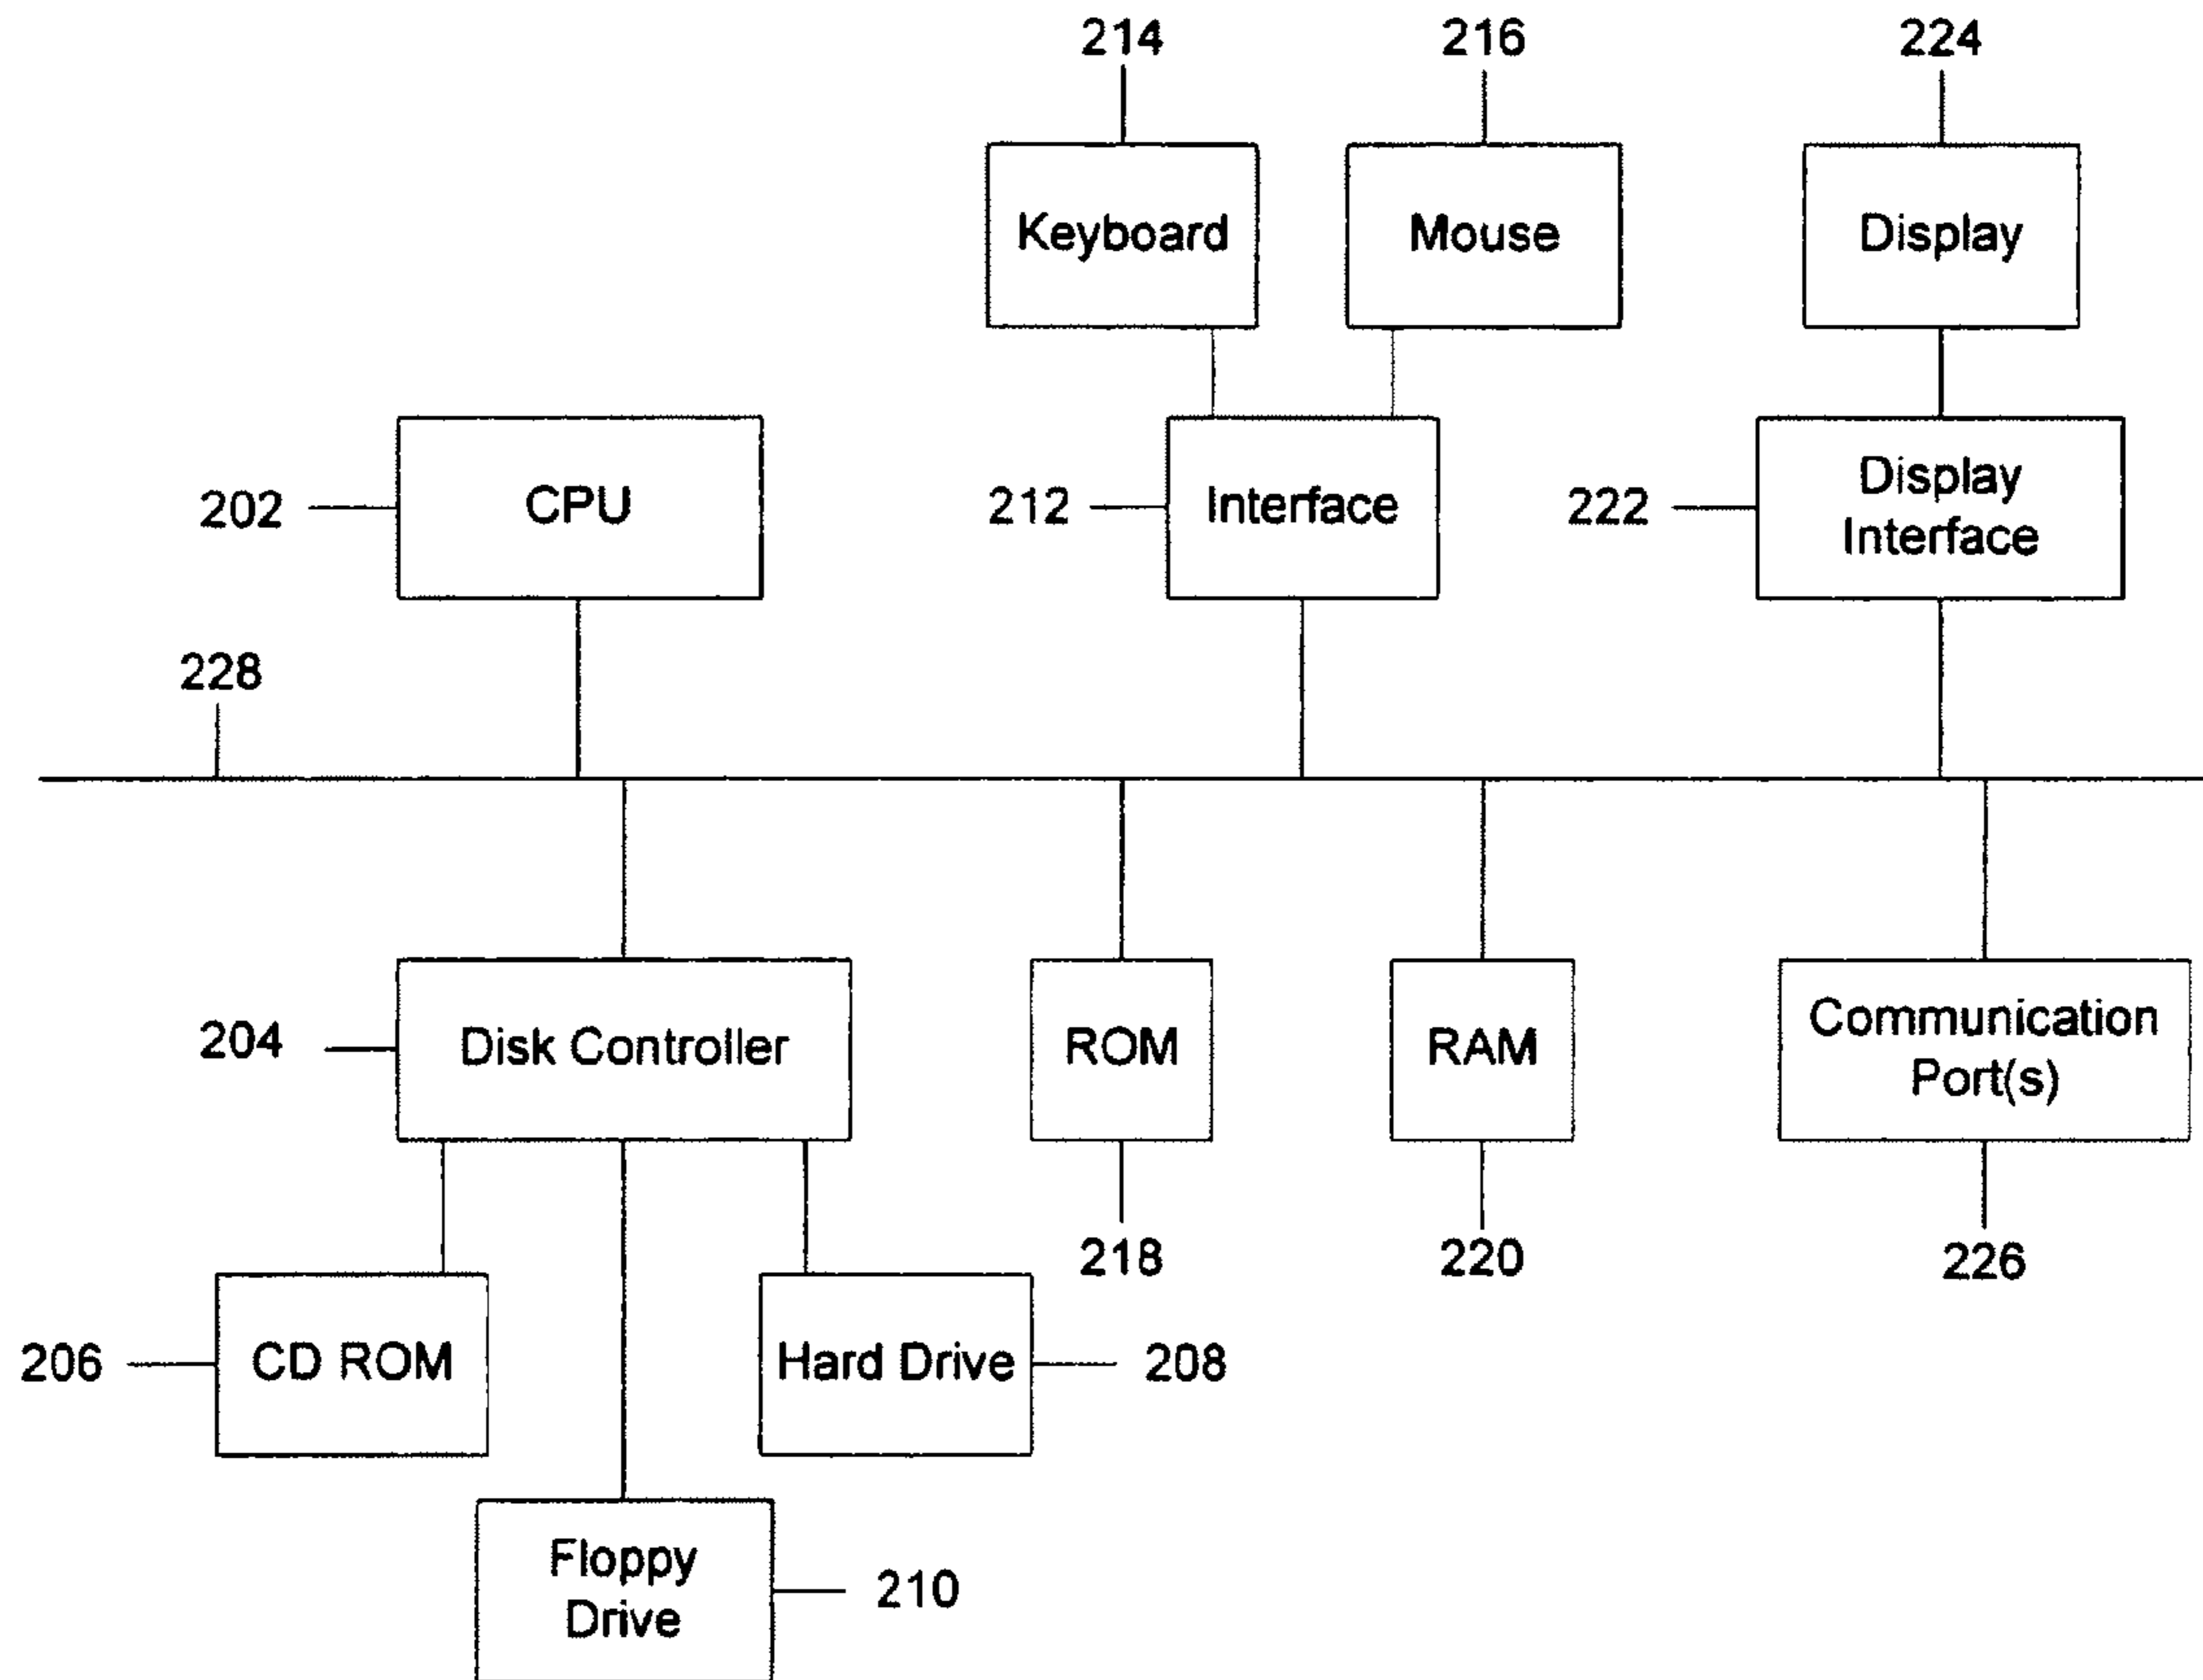 214
216
224
Keyboard
Mouse
Display
202
CPU
212
Interface
222
Display
Interface
228
204
Disk Controller
ROM
RAM
Communication
Port(s)
218
220
226
206
CD ROM
Hard Drive
208
Floppy
Drive
210